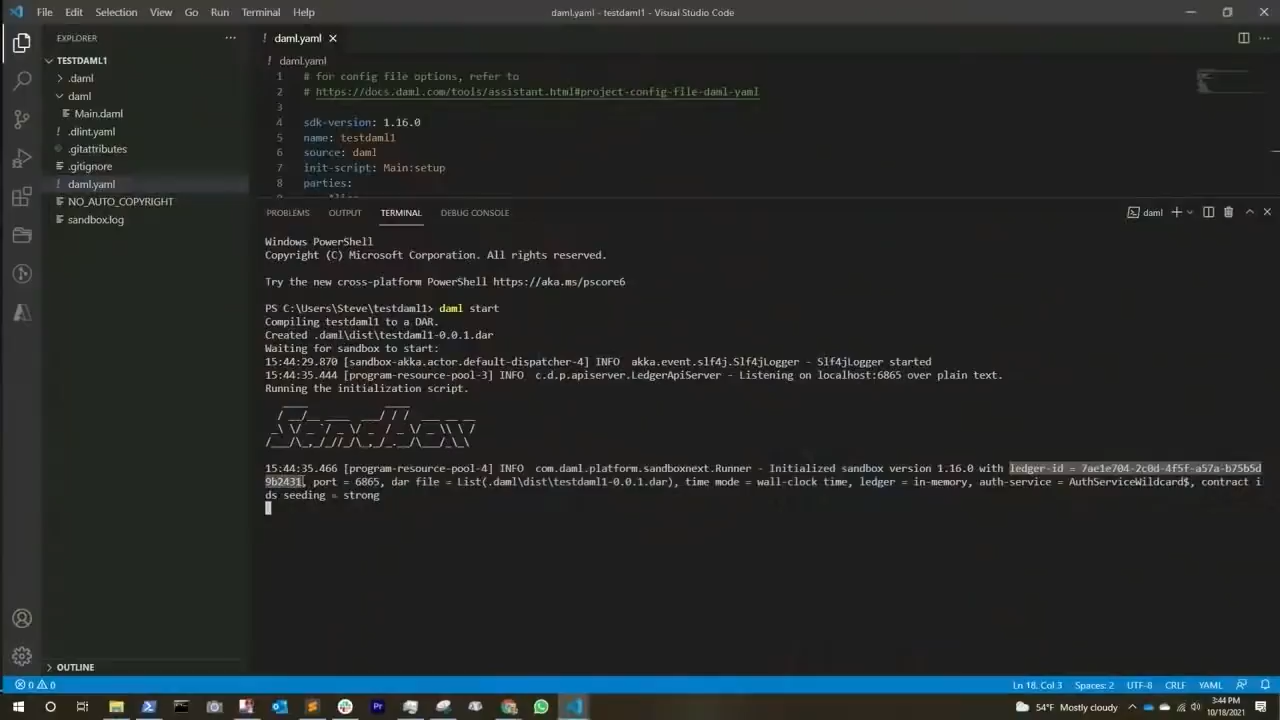 File Edit Selection View Go Run Terminal Help
daml.yaml - testdaml1 - Visual Studio Code
EXPLORER
TESTDAML1
.daml
daml
Main.daml
.dlint.yaml
.gitattributes
.gitignore
daml.yaml
NO_AUTO_COPYRIGHT
sandbox.log
OUTLINE
daml.yaml
daml.yaml
1 # for config file options, refer to
2 # https://docs.daml.com/tools/assistant.html#project-config-file-daml-yaml
3
4 sdk-version: 1.16.0
5 name: testdaml1
6 source: daml
7 init-script: Main:setup
8 parties:
PROBLEMS OUTPUT TERMINAL DEBUG CONSOLE
daml
Windows PowerShell
Copyright (C) Microsoft Corporation. All rights reserved.
Try the new cross-platform PowerShell https://aka.ms/pscore6
PS C:\Users\Steve\testdaml1> daml start
Compiling testdaml1 to a DAR.
Created .daml\dist\testdaml1-0.0.1.dar
Waiting for sandbox to start:
15:44:29.870 [sandbox-akka.actor.default-dispatcher-4] INFO akka.event.slf4j.Slf4jLogger - Slf4jLogger started
15:44:35.444 [program-resource-pool-3] INFO c.d.p.apiserver.LedgerApiServer - Listening on localhost:6865 over plain text.
Running the initialization script.
Sandbox
15:44:35.466 [program-resource-pool-4] INFO com.daml.platform.sandboxnext.Runner - Initialized sandbox version 1.16.0 with ledger-id = 7ae1e704-2c0d-4f5f-a57a-b75b5d
9b2431, port = 6865, dar file = List(.daml\dist\testdaml1-0.0.1.dar), time mode = wall-clock time, ledger = in-memory, auth-service = AuthServiceWildcard$, contract i
ds seeding = strong
0 0
Ln 18, Col 3 Spaces: 2 UTF-8 CRLF YAML
54°F Mostly cloudy
3:44 PM
10/18/2021